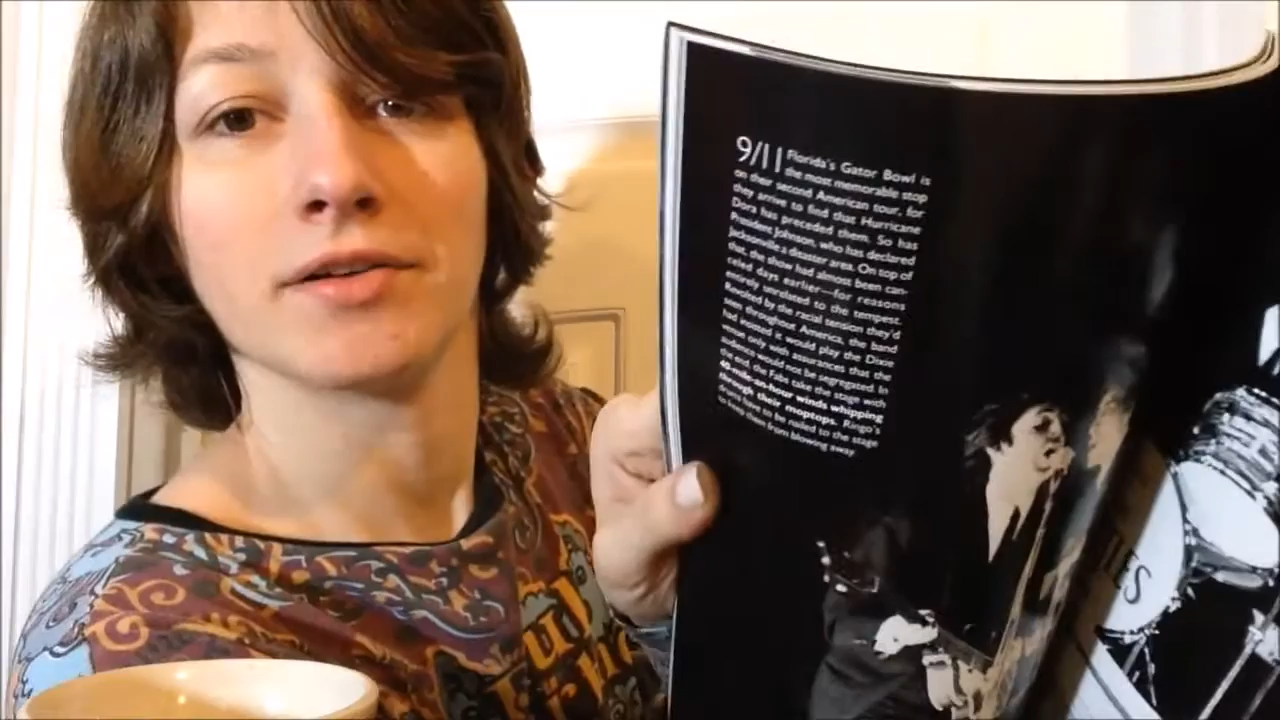 9/11 Florida's Gator Bowl is
the most memorable stop
on their second American tour, for
they arrive to find that Hurricane
Dora has preceded them. So has
President Johnson, who has declared
Jacksonville a disaster area. On top of
that, the show had almost been can-
celed days earlier—for reasons
entirely unrelated to the tempest.
Revolted by the racial tension they'd
seen throughout America, the band
had insisted it would play the Dixie
venue only with assurances that the
audience would not be segregated. In
the end, the Fabs take the stage with
40-mile-an-hour winds whipping
through their moptops. Ringo's
drums have to be nailed to the stage
to keep them from blowing away.
LES